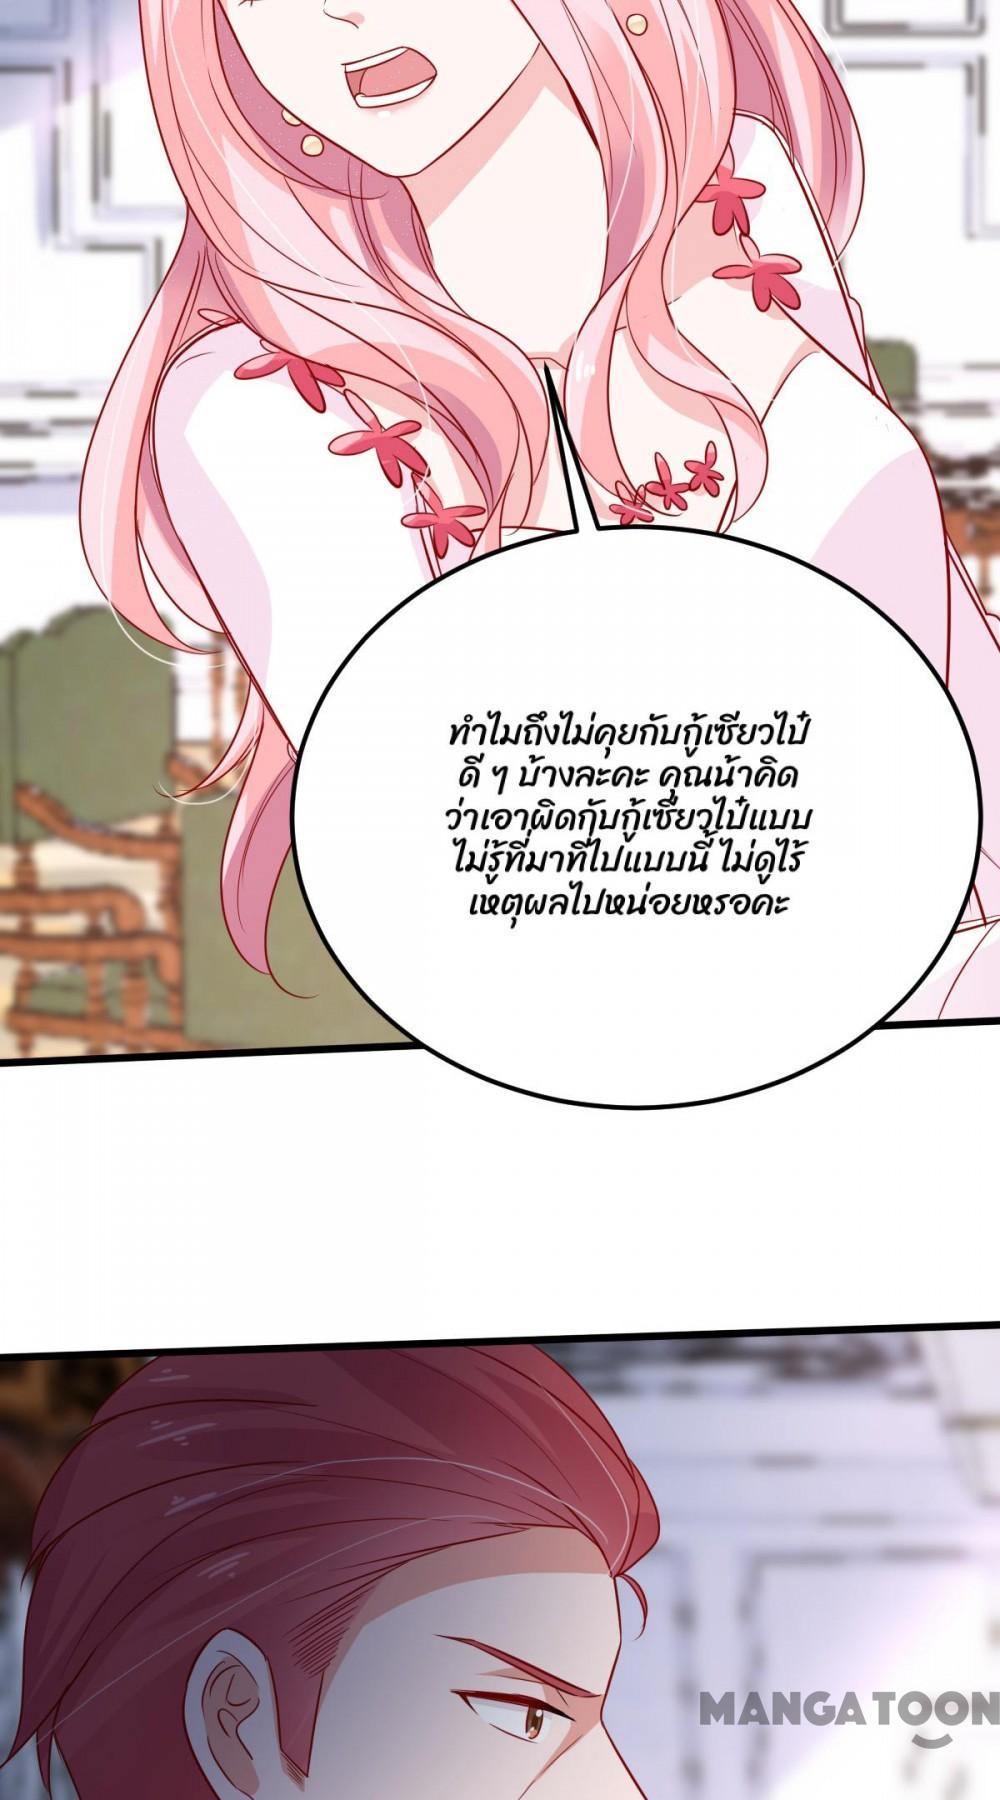 ทำไมถึงไม่คุยกับกู้เซียวไป๋
ดี ๆ บ้างละคะ คุณน้าคิด
ว่าเอาผิดกับกู้เซียวไป๋แบบ
ไม่รู้ที่มาที่ไปแบบนี้ ไม่ดูไร้
เหตุผลไปหน่อยหรอคะ
MANGATOON